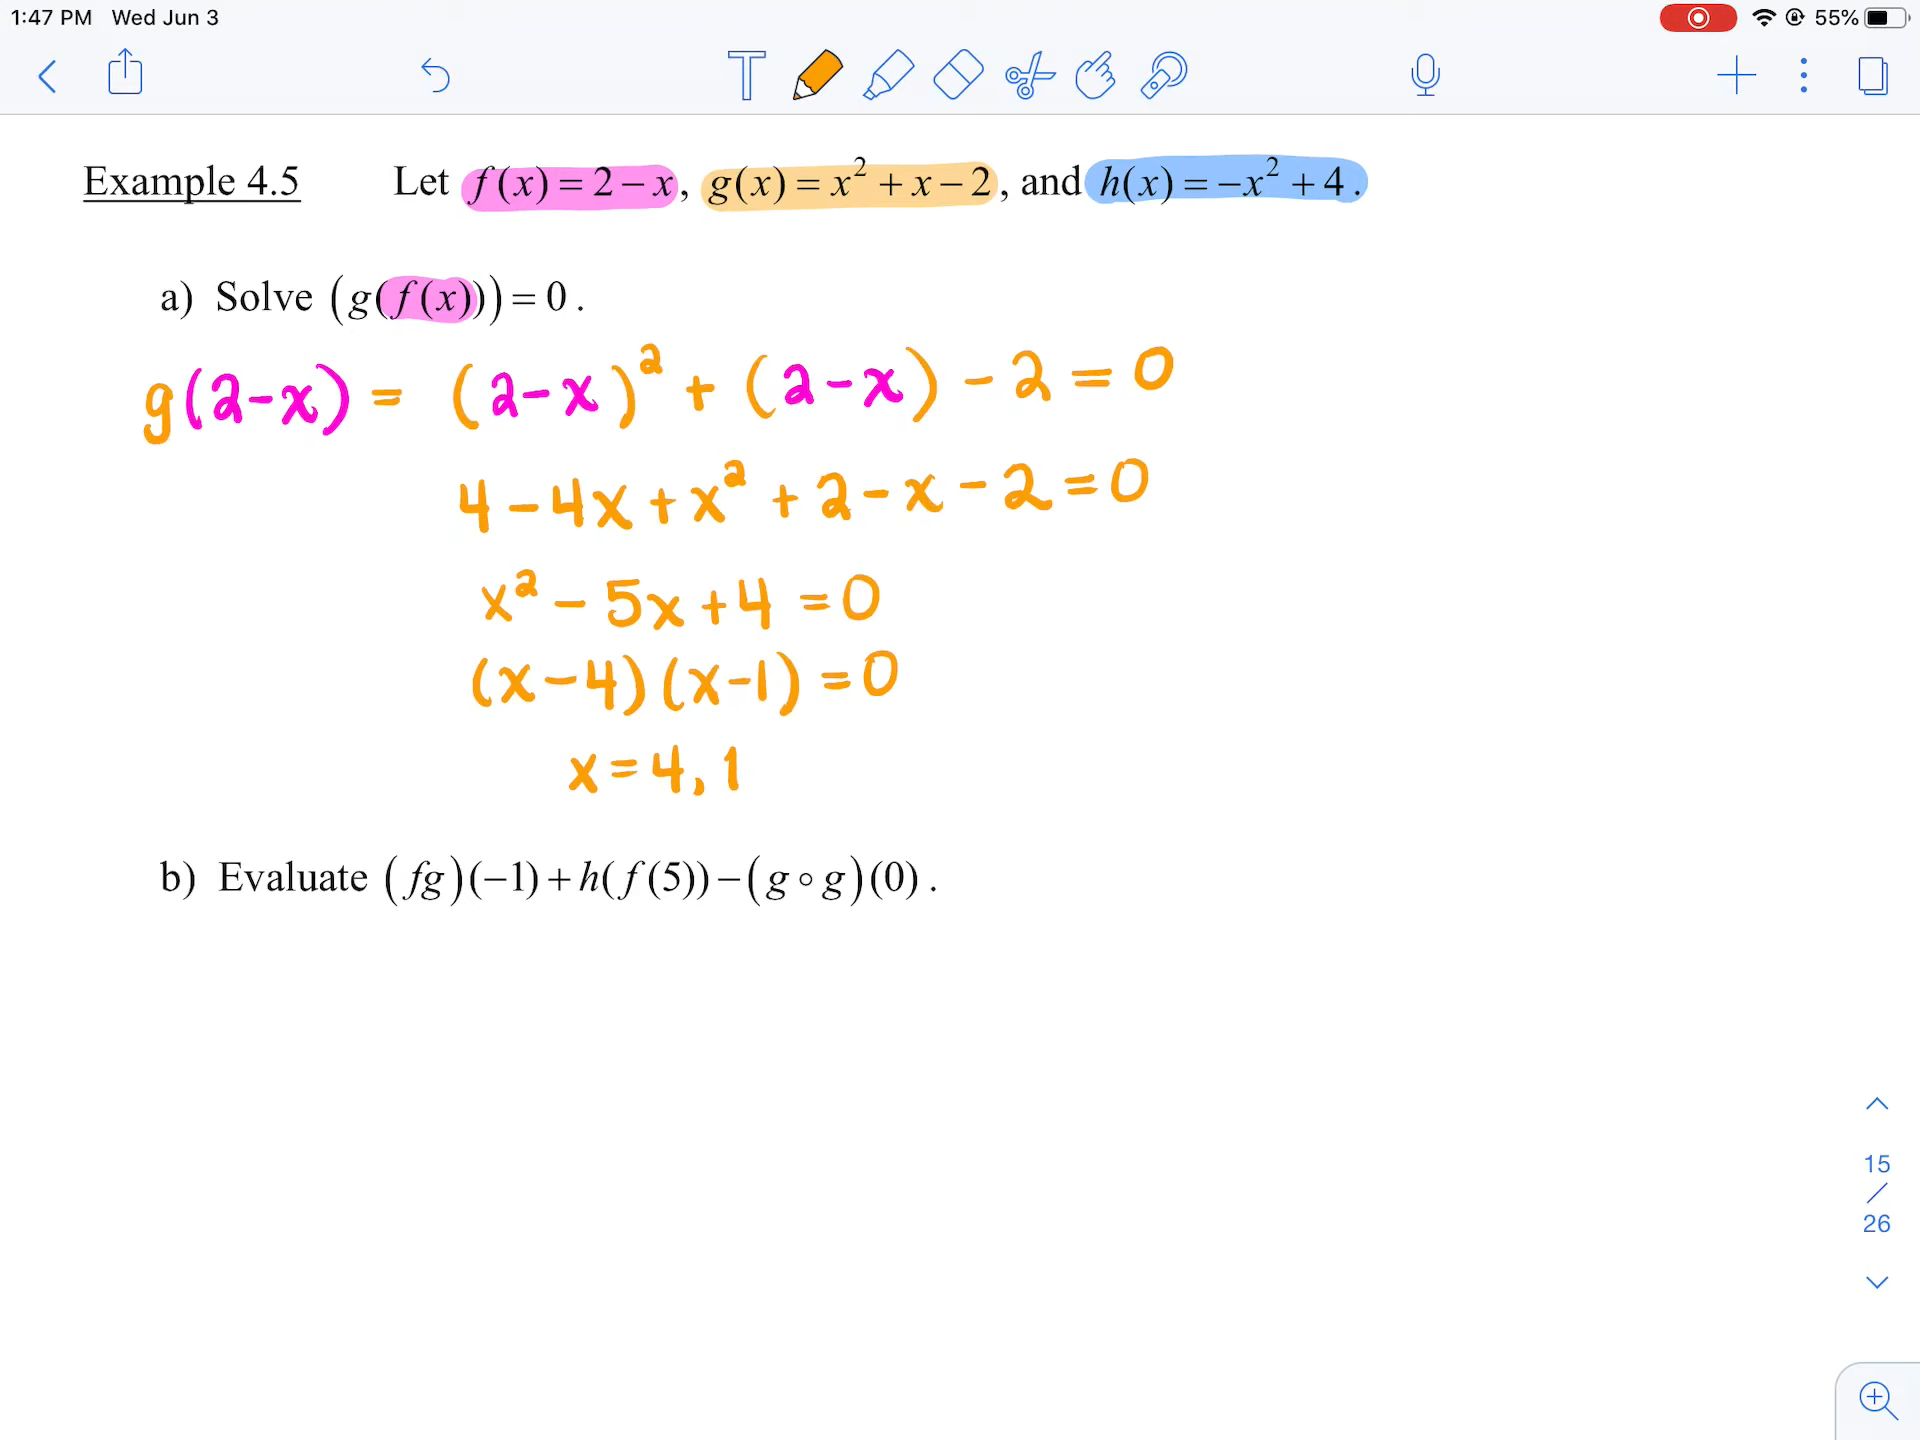 1:47 PM Wed Jun 3 55%
T
Example 4.5 Let f(x) = 2 − x, g(x) = x² + x − 2, and h(x) = −x² + 4.
a) Solve (g(f(x))) = 0.
g(2-x) = (2-x)² + (2-x) - 2 = 0
4 - 4x + x² + 2 - x - 2 = 0
x² - 5x + 4 = 0
(x-4)(x-1) = 0
x = 4, 1
b) Evaluate (fg)(−1) + h(f(5)) − (g ∘ g)(0).
15
/
26